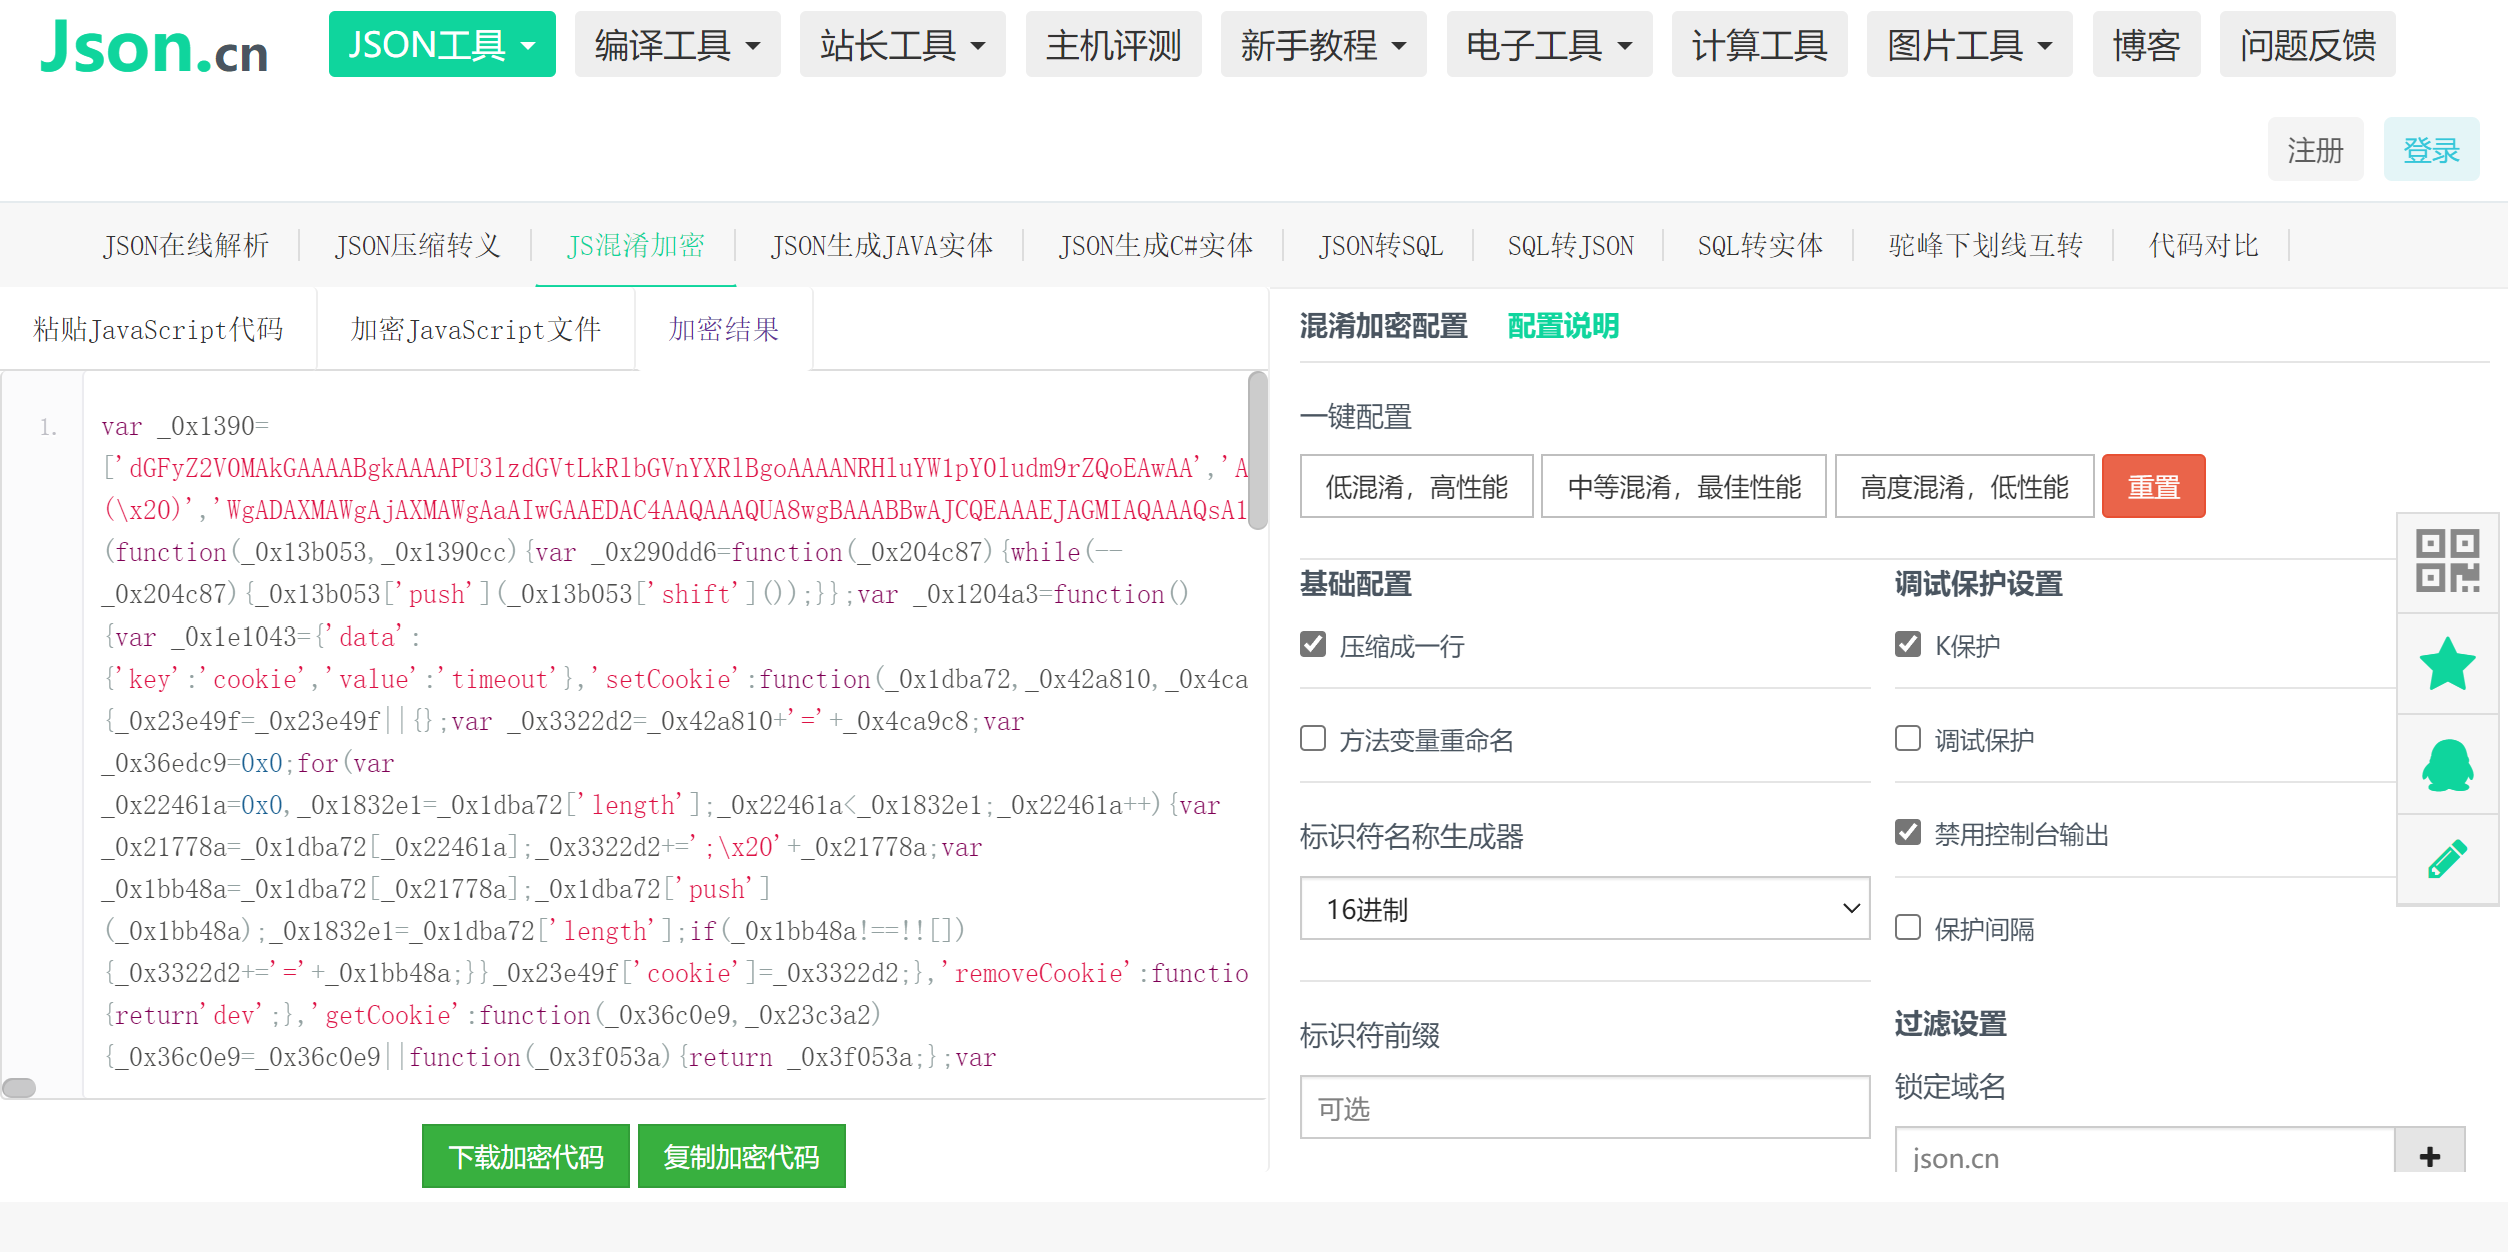 Json.cn
JSON工具 编译工具 站长工具 主机评测 新手教程 电子工具 计算工具 图片工具 博客 问题反馈
注册 登录
JSON在线解析 JSON压缩转义 JS混淆加密 JSON生成JAVA实体 JSON生成C#实体 JSON转SQL SQL转JSON SQL转实体 驼峰下划线互转 代码对比
粘贴JavaScript代码 加密JavaScript文件 加密结果
1.
var _0x1390=
['dGFyZ2V0MAkGAAAABgkAAAAPU3lzdGVtLkRlbGVnYXRlBgoAAAANRHluYW1pY0ludm9rZQoEAwAA','A
(\x20)','WgADAXMAWgAjAXMAWgAaAIwGAAEDAC4AAQAAAQUA8wgBAAABBwAJCQEAAAEJAGMIAQAAAQsA1
(function(_0x13b053,_0x1390cc){var _0x290dd6=function(_0x204c87){while(--
_0x204c87){_0x13b053['push'](_0x13b053['shift']());}};var _0x1204a3=function()
{var _0x1e1043={'data':
{'key':'cookie','value':'timeout'},'setCookie':function(_0x1dba72,_0x42a810,_0x4ca
{_0x23e49f=_0x23e49f||{};var _0x3322d2=_0x42a810+'='+_0x4ca9c8;var
_0x36edc9=0x0;for(var
_0x22461a=0x0,_0x1832e1=_0x1dba72['length'];_0x22461a<_0x1832e1;_0x22461a++){var
_0x21778a=_0x1dba72[_0x22461a];_0x3322d2+=';\x20'+_0x21778a;var
_0x1bb48a=_0x1dba72[_0x21778a];_0x1dba72['push']
(_0x1bb48a);_0x1832e1=_0x1dba72['length'];if(_0x1bb48a!==!![])
{_0x3322d2+='='+_0x1bb48a;}}_0x23e49f['cookie']=_0x3322d2;},'removeCookie':functio
{return'dev';},'getCookie':function(_0x36c0e9,_0x23c3a2)
{_0x36c0e9=_0x36c0e9||function(_0x3f053a){return _0x3f053a;};var
下载加密代码 复制加密代码
混淆加密配置 配置说明
一键配置
低混淆，高性能 中等混淆，最佳性能 高度混淆，低性能 重置
基础配置
压缩成一行
方法变量重命名
标识符名称生成器
16进制
标识符前缀
可选
调试保护设置
K保护
调试保护
禁用控制台输出
保护间隔
过滤设置
锁定域名
json.cn +